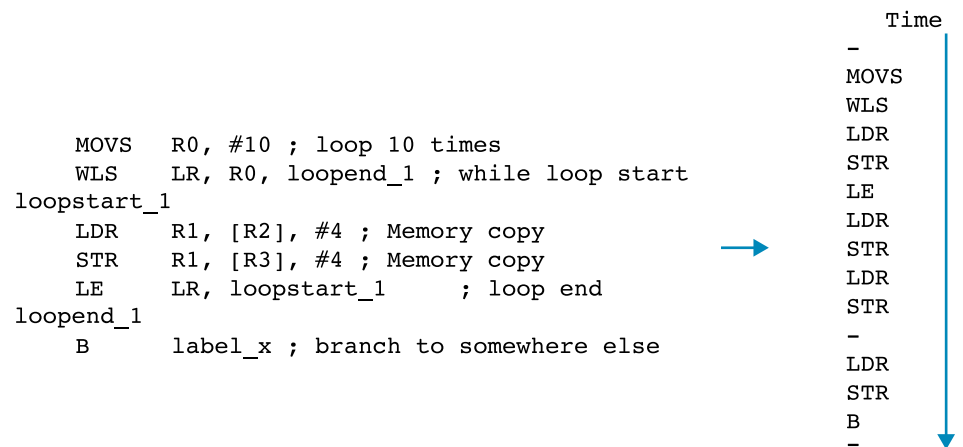 MOVS R0, #10 ; loop 10 times
WLS LR, R0, loopend_1 ; while loop start
loopstart_1
LDR R1, [R2], #4 ; Memory copy
STR R1, [R3], #4 ; Memory copy
LE LR, loopstart_1 ; loop end
loopend_1
B label_x ; branch to somewhere else
Time
-
MOVS
WLS
LDR
STR
LE
LDR
STR
LDR
STR
-
LDR
STR
B
-